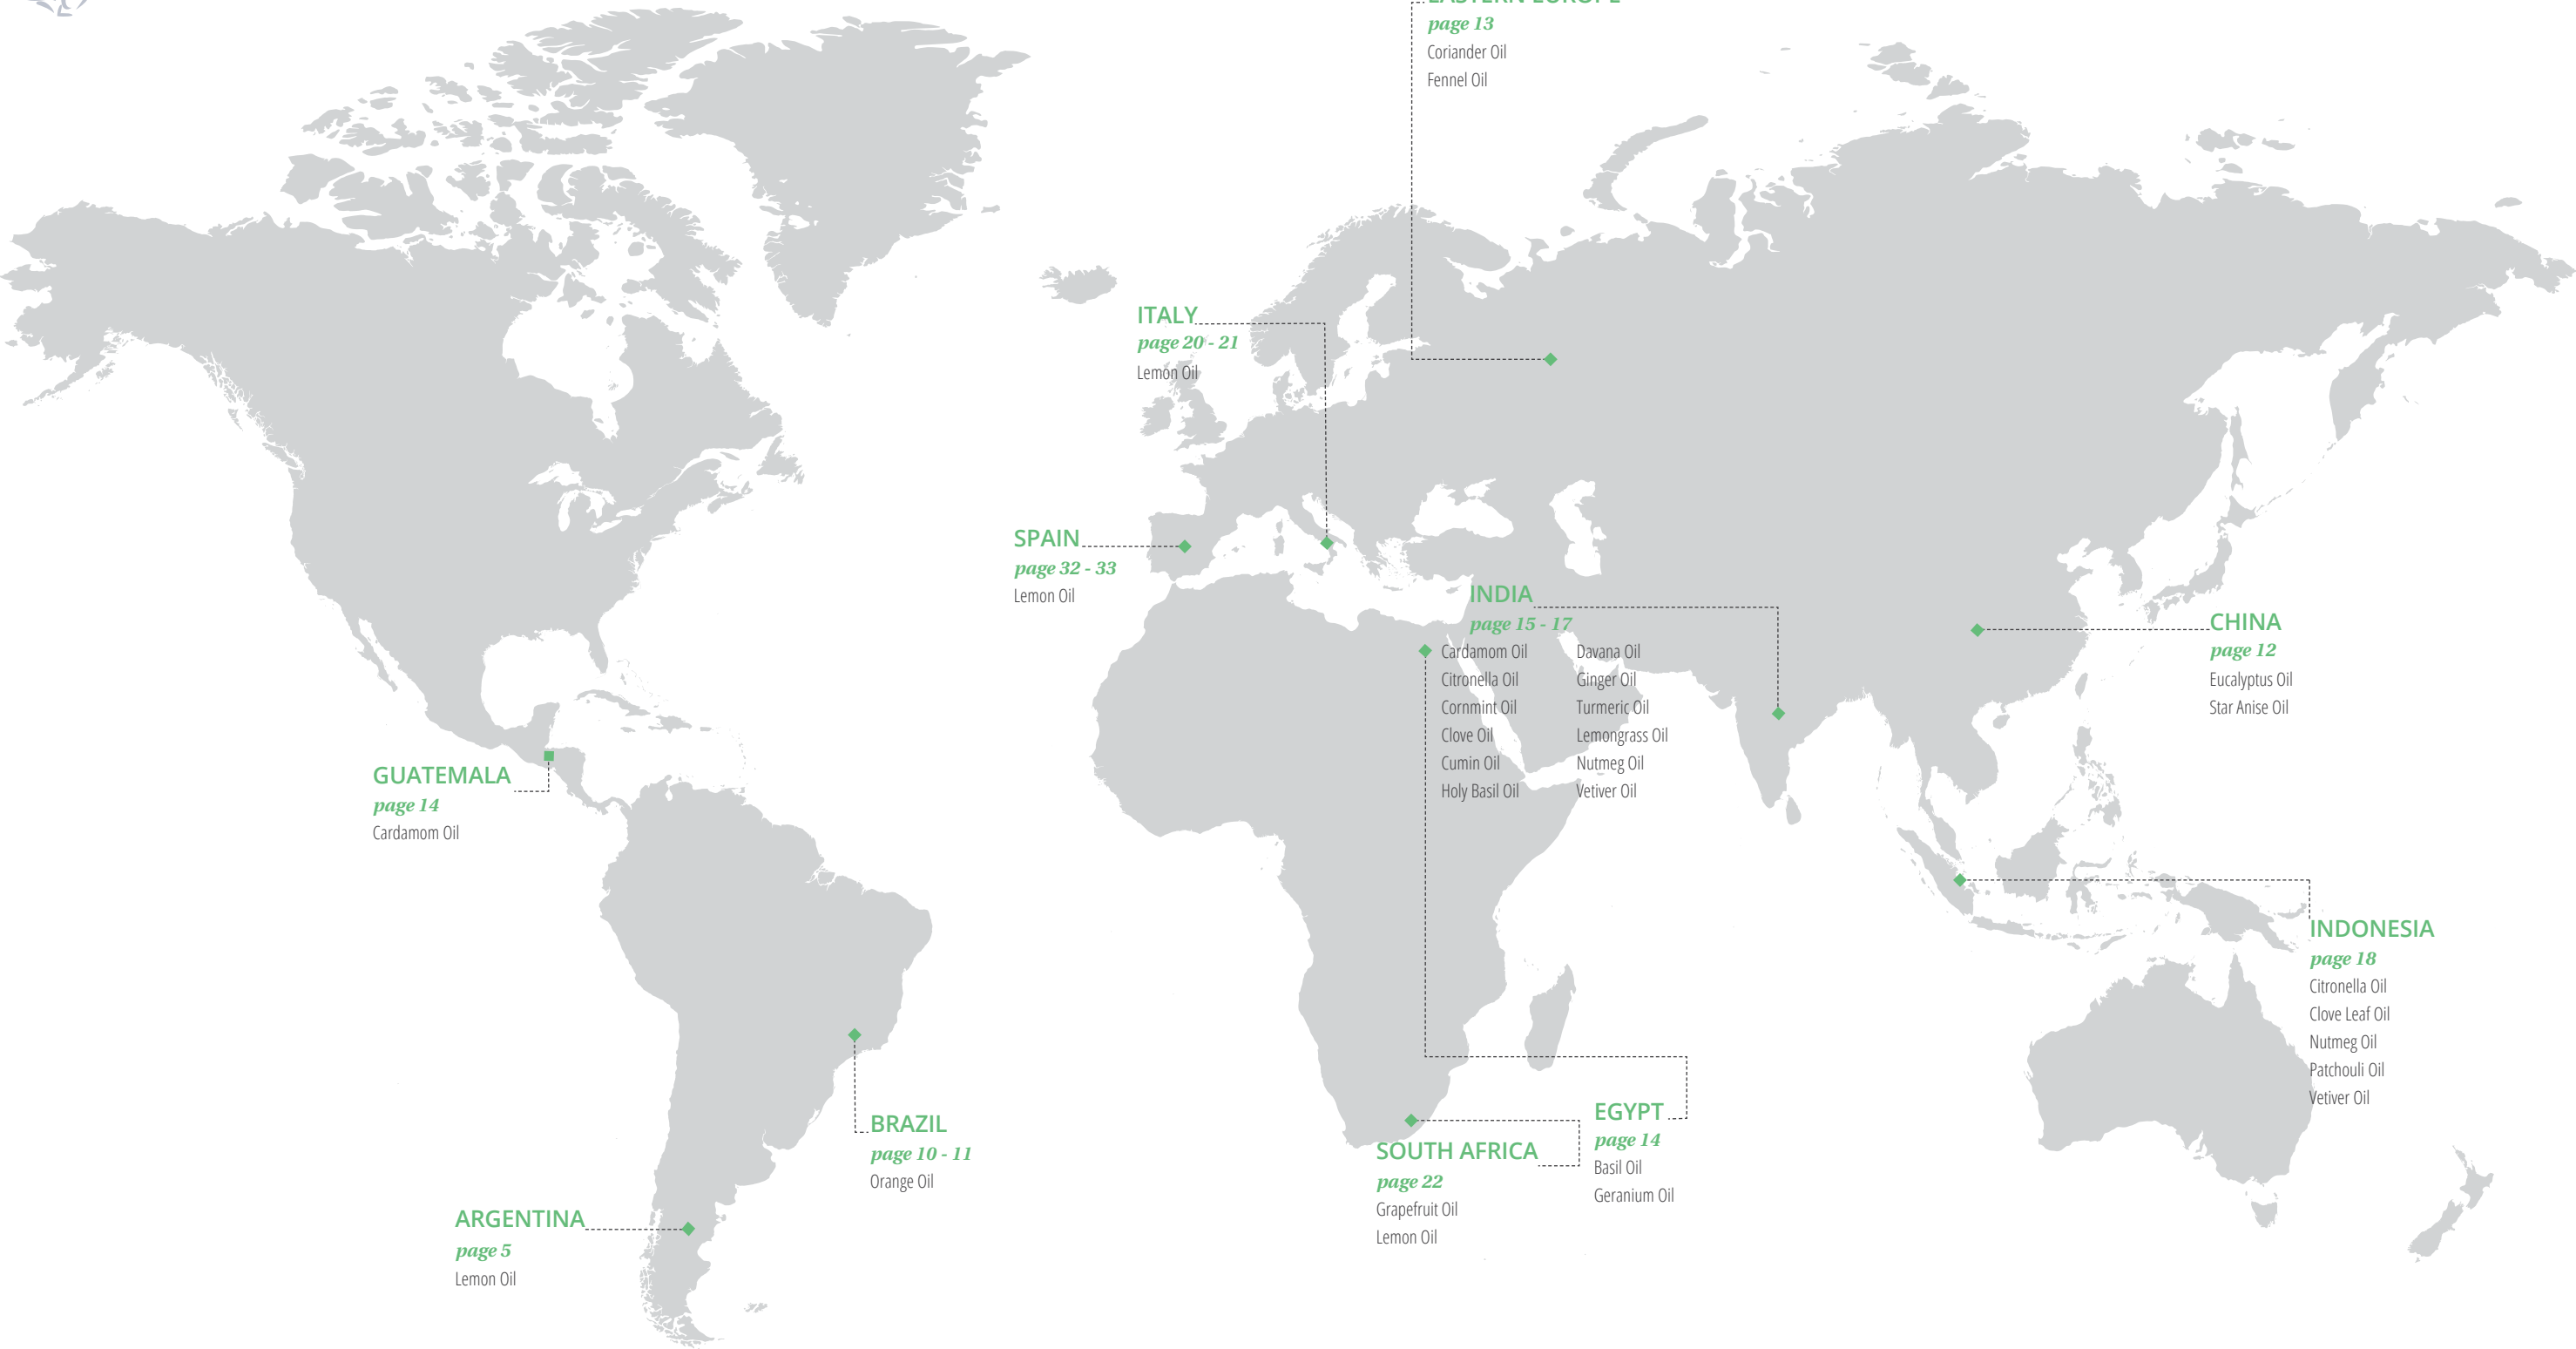 EASTERN EUROPE
page 13
Coriander Oil
Fennel Oil
ITALY
page 20 - 21
Lemon Oil
SPAIN
page 32 - 33
Lemon Oil
INDIA
page 15 - 17
Cardamom Oil
Citronella Oil
Cornmint Oil
Clove Oil
Cumin Oil
Holy Basil Oil
Davana Oil
Ginger Oil
Turmeric Oil
Lemongrass Oil
Nutmeg Oil
Vetiver Oil
CHINA
page 12
Eucalyptus Oil
Star Anise Oil
GUATEMALA
page 14
Cardamom Oil
INDONESIA
page 18
Citronella Oil
Clove Leaf Oil
Nutmeg Oil
Patchouli Oil
Vetiver Oil
BRAZIL
page 10 - 11
Orange Oil
EGYPT
page 14
Basil Oil
Geranium Oil
SOUTH AFRICA
page 22
Grapefruit Oil
Lemon Oil
ARGENTINA
page 5
Lemon Oil